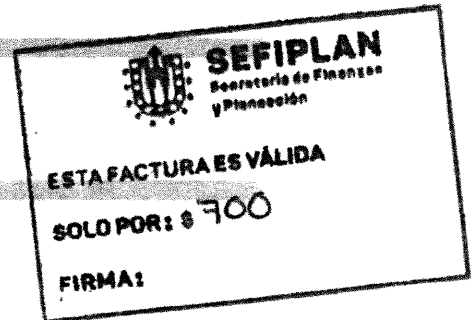 SEFIPLAN
Secretaría de Finanzas
y Planeación
ESTA FACTURA ES VÁLIDA
SOLO POR: $ 700
FIRMA: